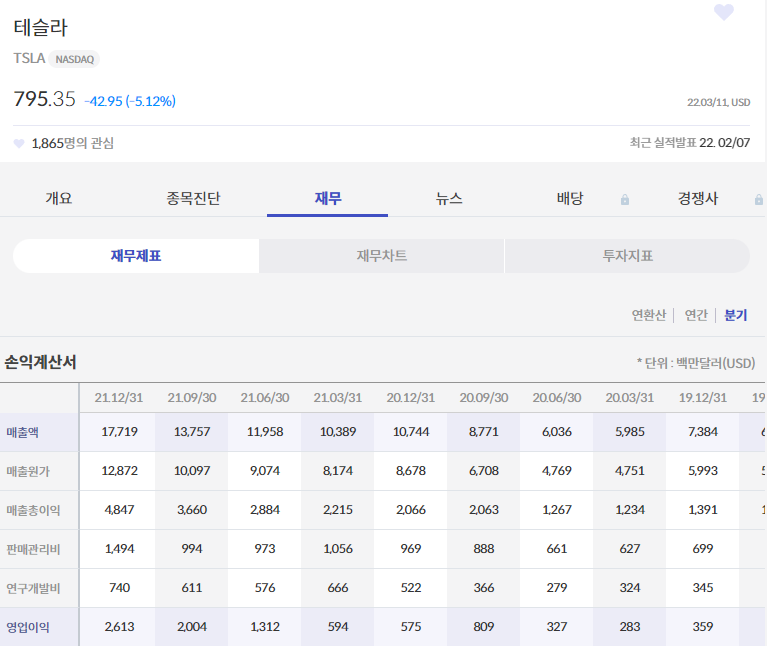 테슬라
TSLA NASDAQ
795.35 -42.95 (-5.12%) 22.03/11, USD
1,865명의 관심 최근 실적발표 22. 02/07
개요 종목진단 재무 뉴스 배당 경쟁사
재무제표 재무차트 투자지표
연환산 연간 분기
손익계산서 * 단위 : 백만달러(USD)
21.12/31 21.09/30 21.06/30 21.03/31 20.12/31 20.09/30 20.06/30 20.03/31 19.12/31 19
매출액 17,719 13,757 11,958 10,389 10,744 8,771 6,036 5,985 7,384
매출원가 12,872 10,097 9,074 8,174 8,678 6,708 4,769 4,751 5,993
매출총이익 4,847 3,660 2,884 2,215 2,066 2,063 1,267 1,234 1,391
판매관리비 1,494 994 973 1,056 969 888 661 627 699
연구개발비 740 611 576 666 522 366 279 324 345
영업이익 2,613 2,004 1,312 594 575 809 327 283 359